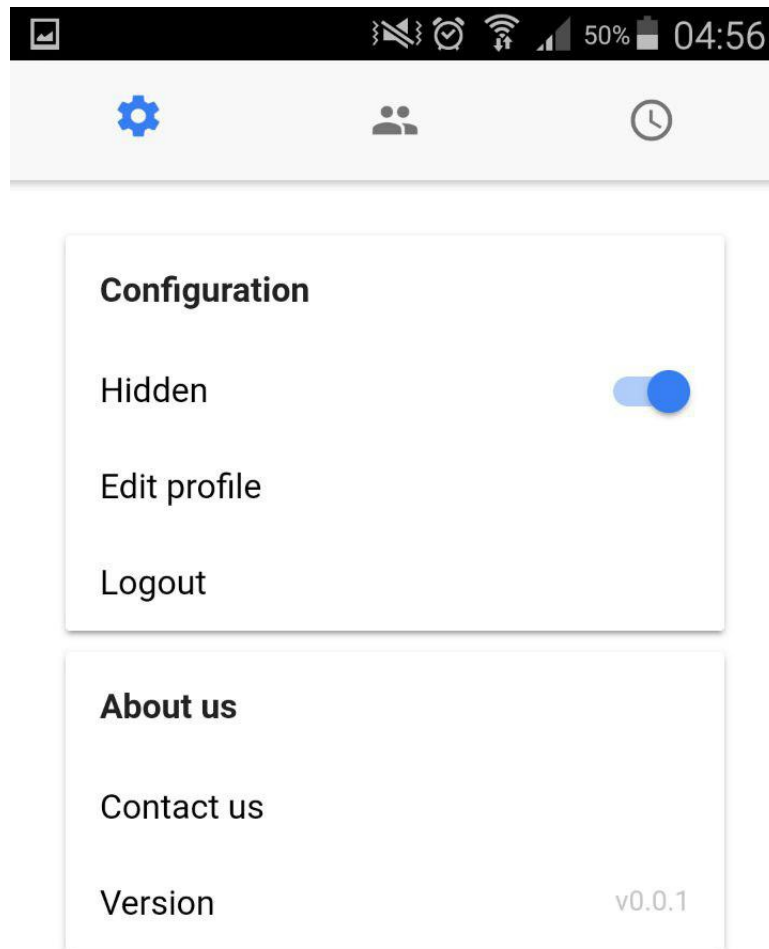 50% 04:56
Configuration
Hidden
Edit profile
Logout
About us
Contact us
Version v0.0.1